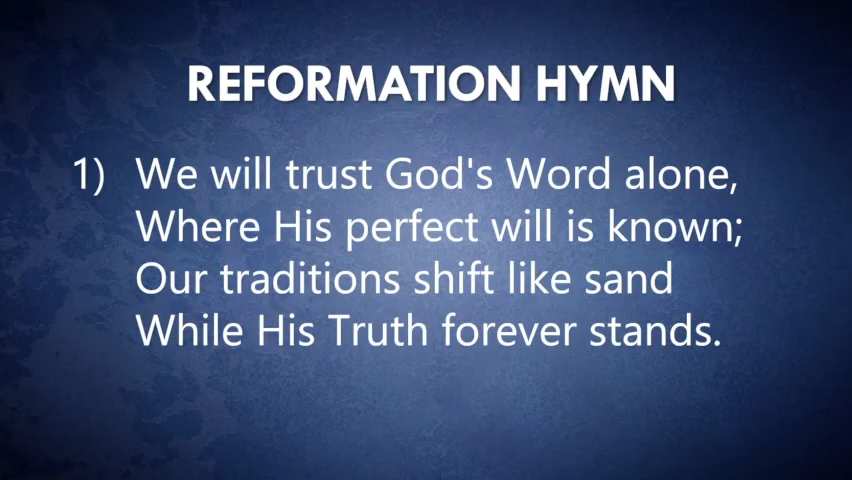 REFORMATION HYMN
1) We will trust God's Word alone,
Where His perfect will is known;
Our traditions shift like sand
While His Truth forever stands.